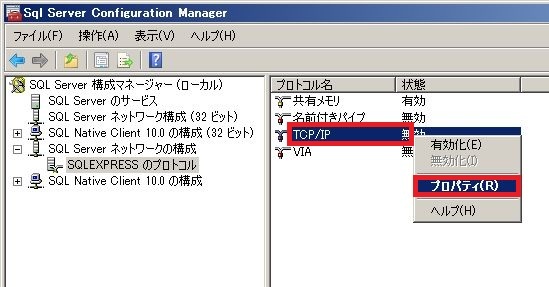 Sql Server Configuration Manager
ファイル(F) 操作(A) 表示(V) ヘルプ(H)
SQL Server 構成マネージャー (ローカル)
SQL Server のサービス
SQL Server ネットワーク構成 (32 ビット)
SQL Native Client 10.0 の構成 (32 ビット)
SQL Server ネットワークの構成
SQLEXPRESS のプロトコル
SQL Native Client 10.0 の構成
プロトコル名 状態
共有メモリ 有効
名前付きパイプ 無効
TCP/IP 無効
VIA
有効化(E)
無効化(I)
プロパティ(R)
ヘルプ(H)